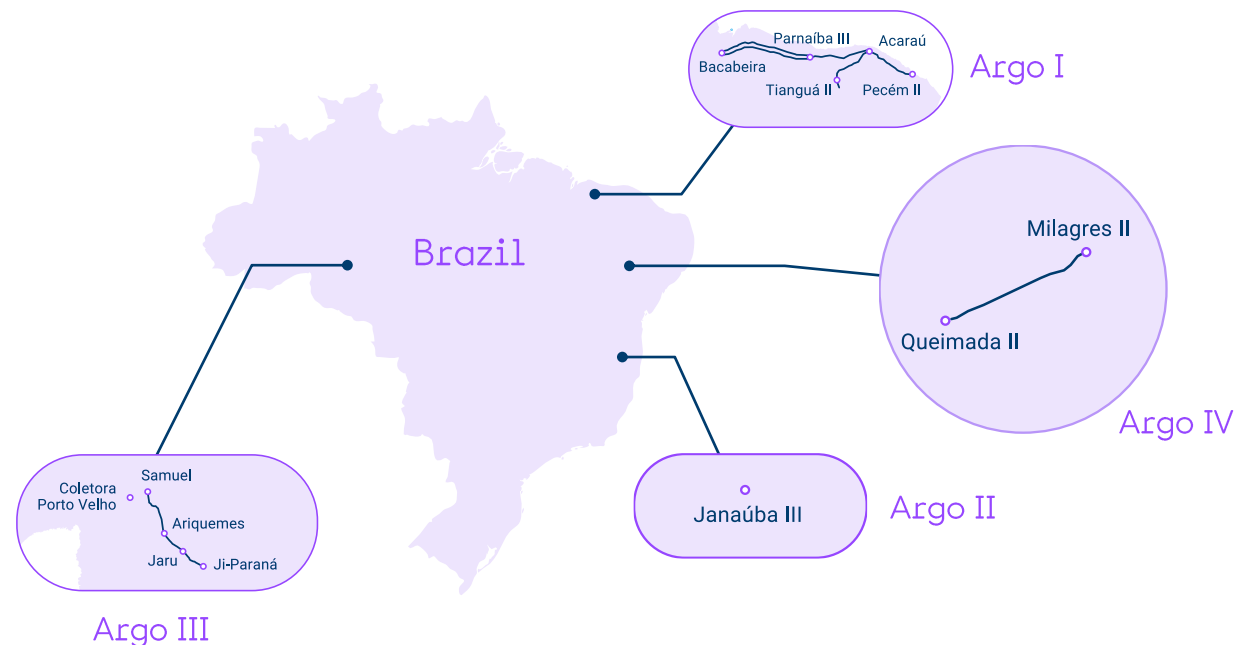 Parnaíba III
Acaraú
Bacabeira
Tianguá II
Pecém II
Argo I
Brazil
Milagres II
Queimada II
Argo IV
Samuel
Coletora
Porto Velho
Ariquemes
Jaru
Ji-Paraná
Argo III
Janaúba III
Argo II